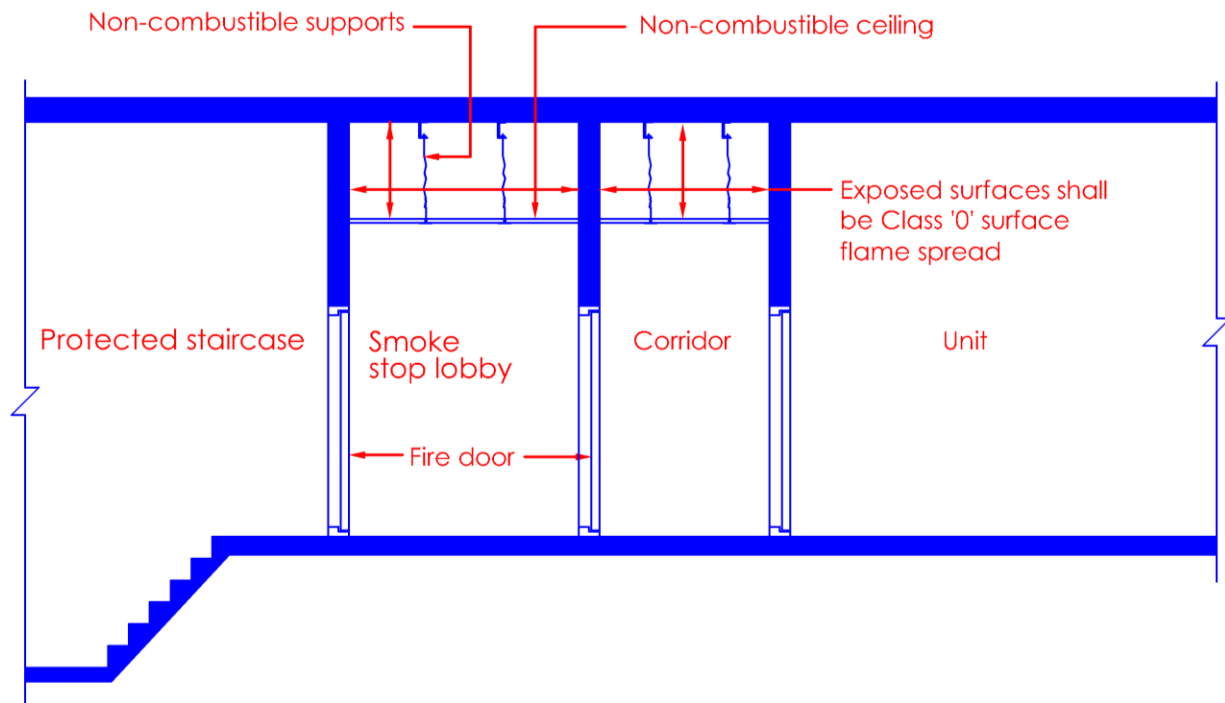 Non-combustible supports
Non-combustible ceiling
Exposed surfaces shall
be Class '0' surface
flame spread
Protected staircase
Smoke
stop lobby
Corridor
Unit
Fire door